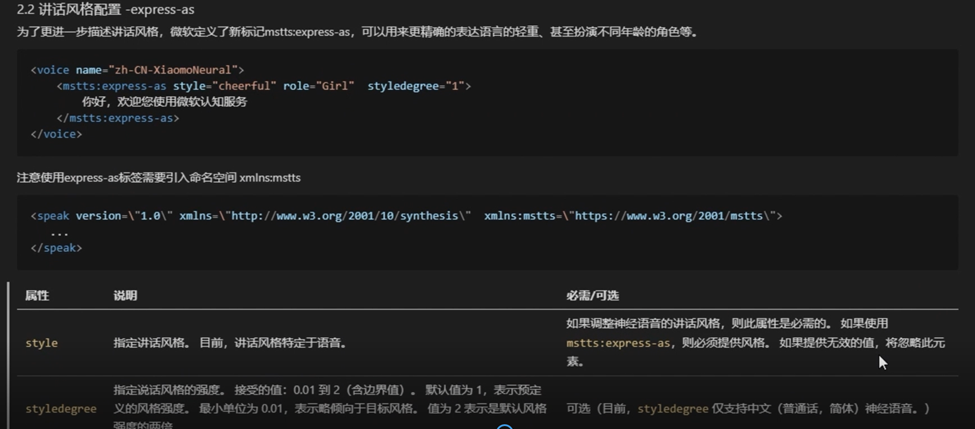 2.2 讲话风格配置 -express-as
为了更进一步描述讲话风格，微软定义了新标记mstts:express-as，可以用来更精确的表达语言的轻重、甚至扮演不同年龄的角色等。
<voice name="zh-CN-XiaomoNeural">
<mstts:express-as style="cheerful" role="Girl" styledegree="1">
你好，欢迎您使用微软认知服务
</mstts:express-as>
</voice>
注意使用express-as标签需要引入命名空间 xmlns:mstts
<speak version=\"1.0\" xmlns=\"http://www.w3.org/2001/10/synthesis\" xmlns:mstts=\"https://www.w3.org/2001/mstts\">
...
</speak>
属性 说明 必需/可选
style 指定讲话风格。 目前，讲话风格特定于语音。 如果调整神经语音的讲话风格，则此属性是必需的。 如果使用
mstts:express-as，则必须提供风格。 如果提供无效的值，将忽略此元
素。
styledegree 指定说话风格的强度。 接受的值：0.01 到 2（含边界值）。 默认值为 1，表示预定
义的风格强度。 最小单位为 0.01，表示略倾向于目标风格。 值为 2 表示是默认风格
强度的两倍
可选（目前，styledegree 仅支持中文（普通话，简体）神经语音。）